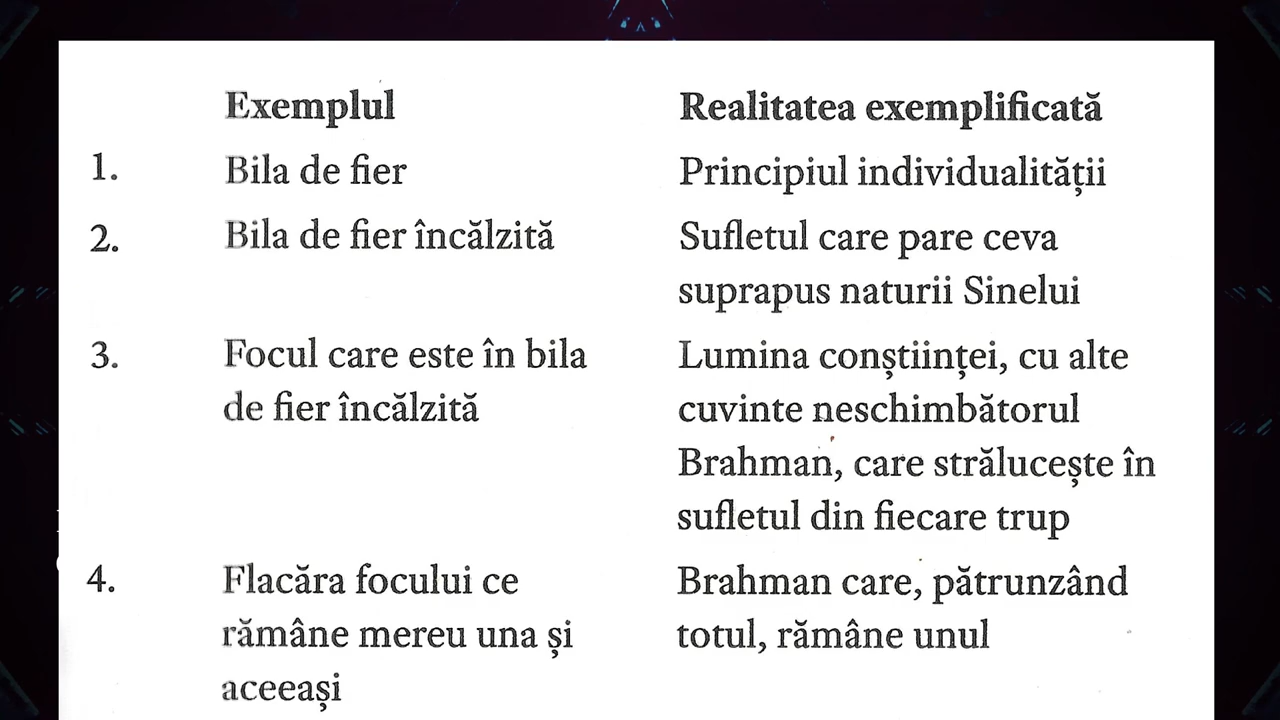 Exemplul Realitatea exemplificată
1. Bila de fier Principiul individualității
2. Bila de fier încălzită Sufletul care pare ceva
suprapus naturii Sinelui
3. Focul care este în bila Lumina conștiinței, cu alte
de fier încălzită cuvinte neschimbătorul
Brahman, care strălucește în
sufletul din fiecare trup
4. Flacăra focului ce Brahman care, pătrunzând
rămâne mereu una și totul, rămâne unul
aceeași